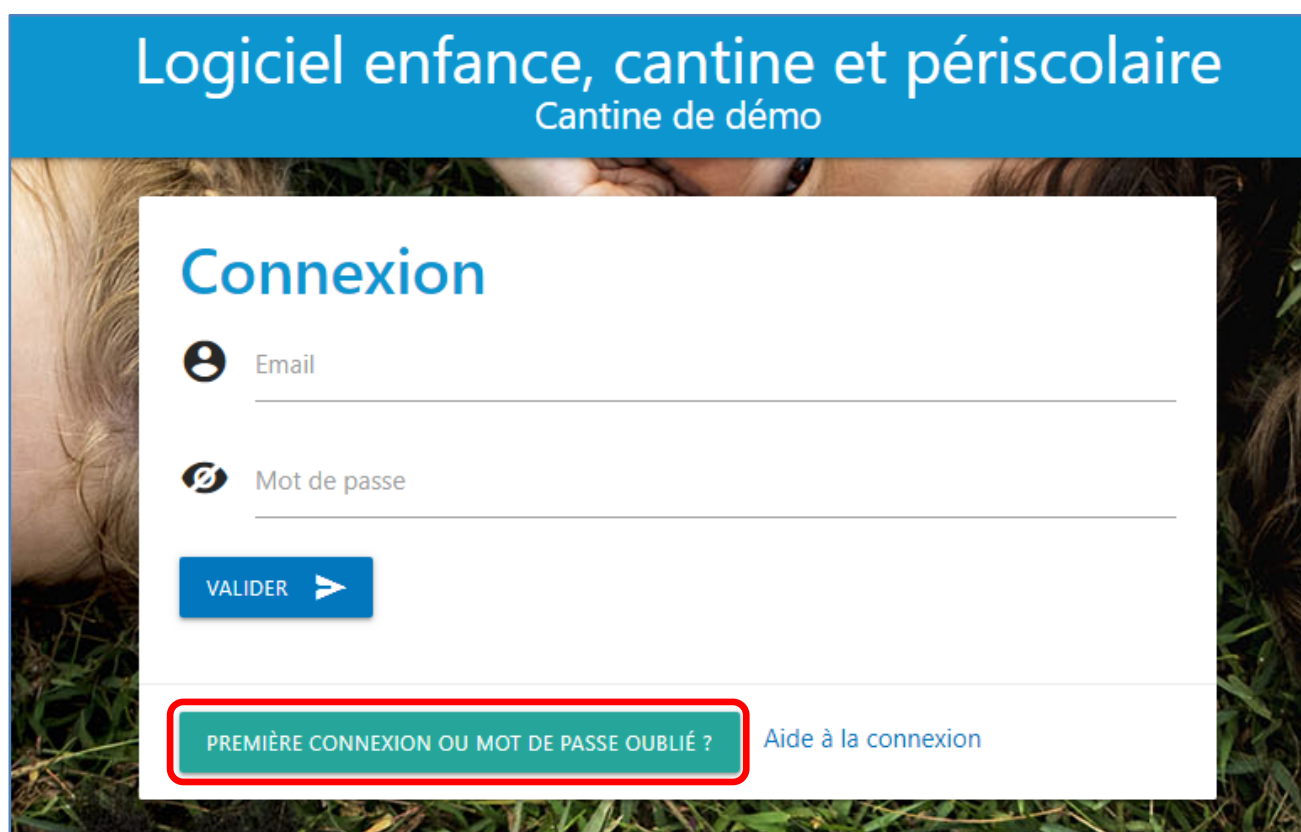 Logiciel enfance, cantine et périscolaire
Cantine de démo
Connexion
Email
Mot de passe
VALIDER
PREMIÈRE CONNEXION OU MOT DE PASSE OUBLIÉ ?
Aide à la connexion